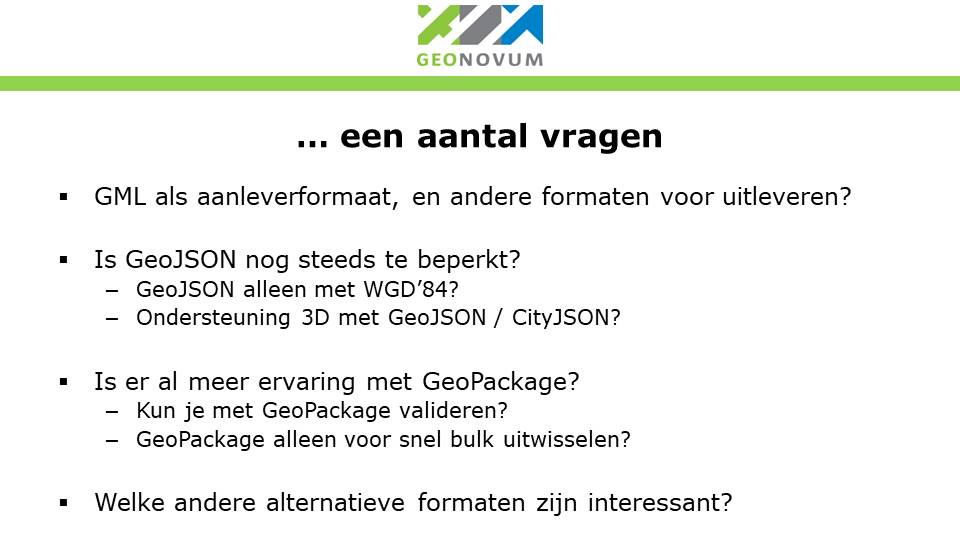 GEONOVUM
... een aantal vragen
▪ GML als aanleverformaat, en andere formaten voor uitleveren?
▪ Is GeoJSON nog steeds te beperkt?
– GeoJSON alleen met WGD’84?
– Ondersteuning 3D met GeoJSON / CityJSON?
▪ Is er al meer ervaring met GeoPackage?
– Kun je met GeoPackage valideren?
– GeoPackage alleen voor snel bulk uitwisselen?
▪ Welke andere alternatieve formaten zijn interessant?